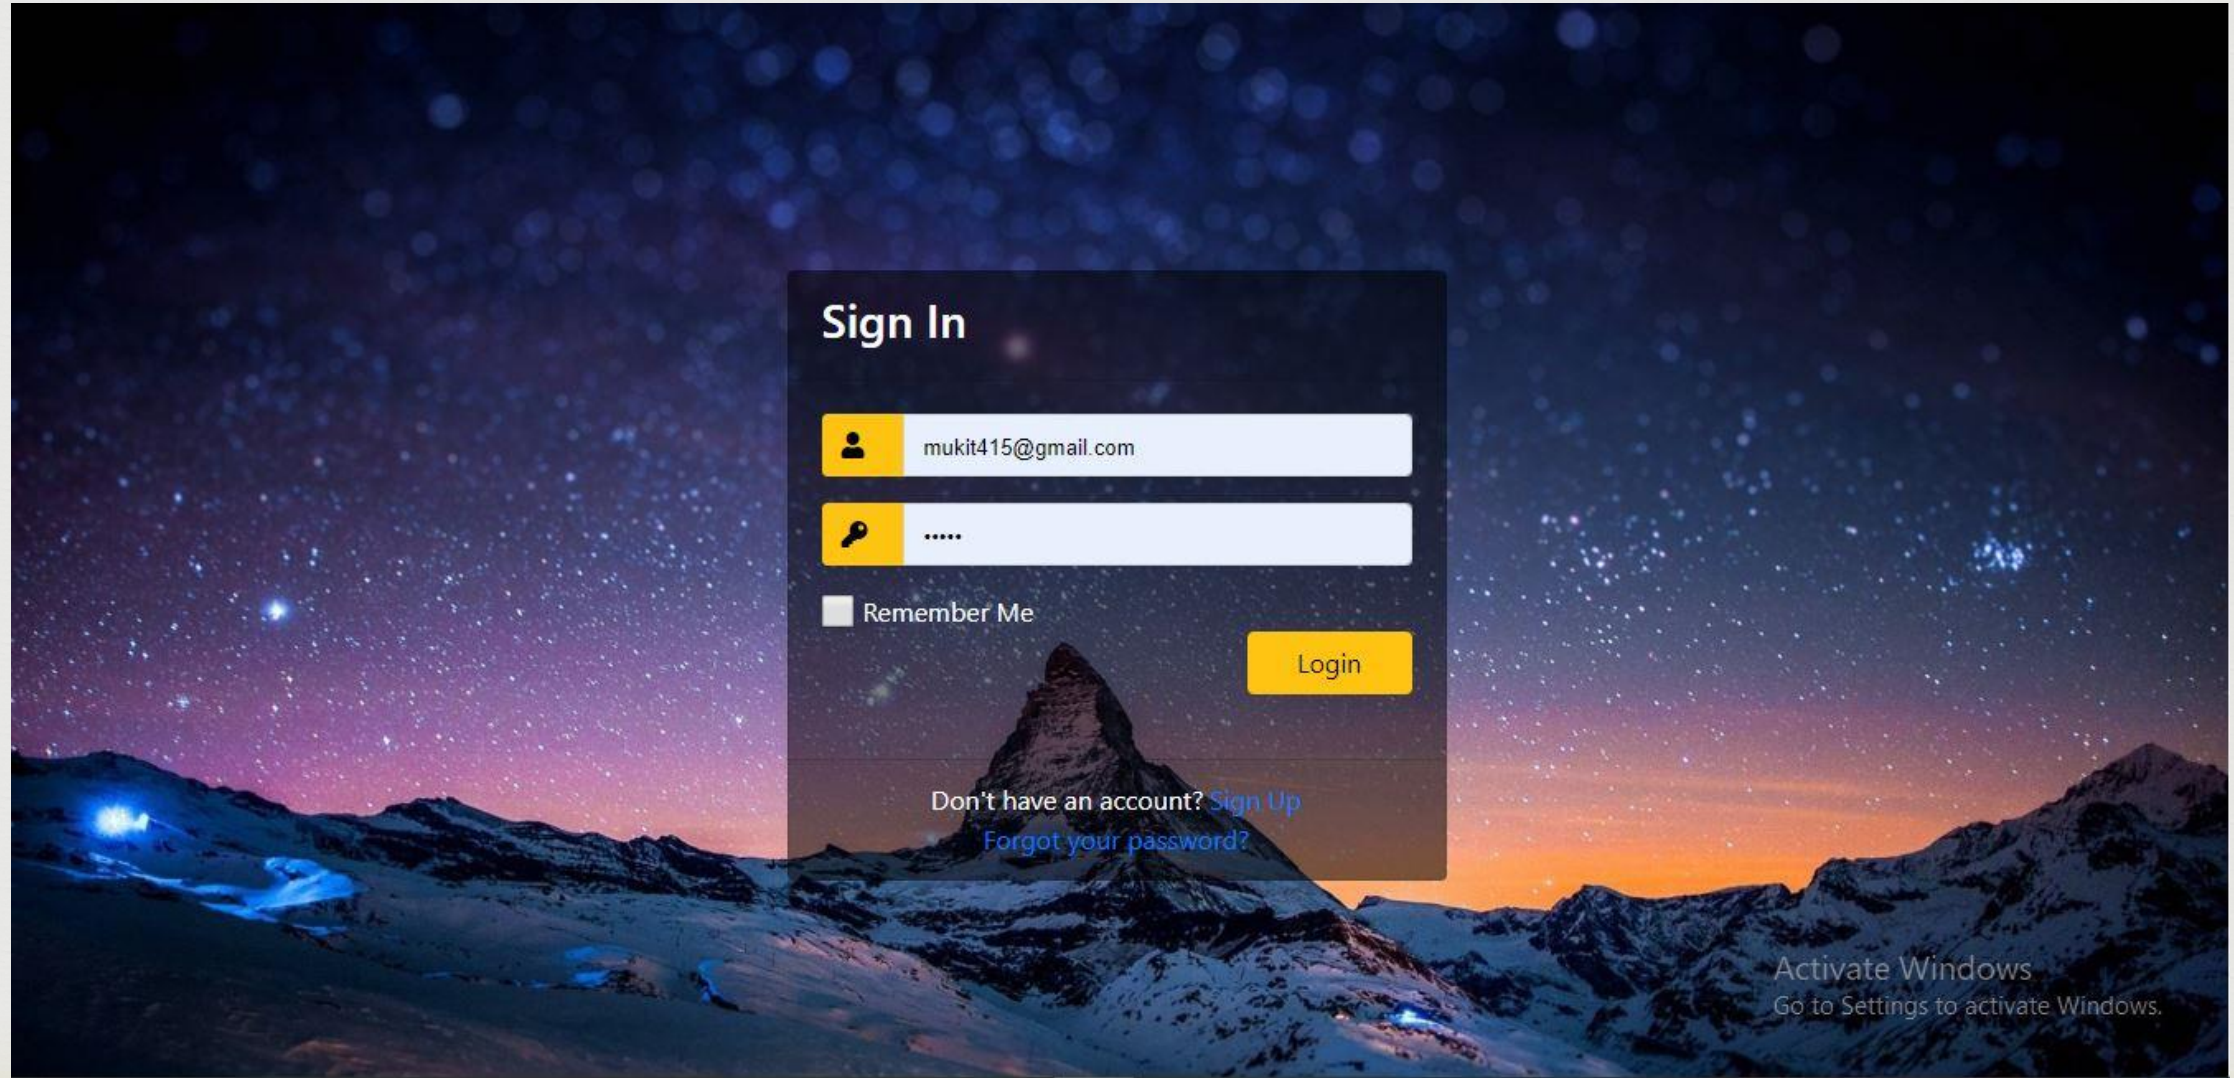 Sign In
mukit415@gmail.com
•••••
Remember Me
Login
Don't have an account? Sign Up
Forgot your password?
Activate Windows
Go to Settings to activate Windows.